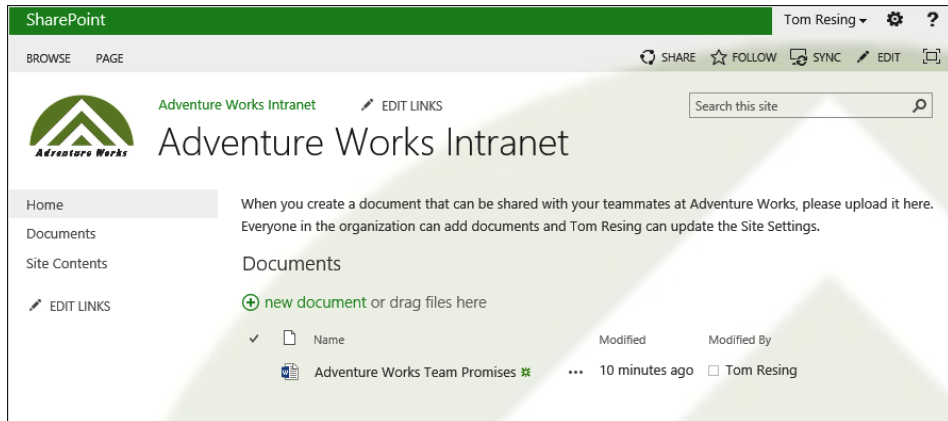 SharePoint Tom Resing ?
BROWSE PAGE SHARE FOLLOW SYNC EDIT
Adventure Works Intranet EDIT LINKS Search this site
Adventure Works Intranet
Adventure Works
Home
Documents
Site Contents
EDIT LINKS
When you create a document that can be shared with your teammates at Adventure Works, please upload it here.
Everyone in the organization can add documents and Tom Resing can update the Site Settings.
Documents
new document or drag files here
Name Modified Modified By
Adventure Works Team Promises ... 10 minutes ago Tom Resing